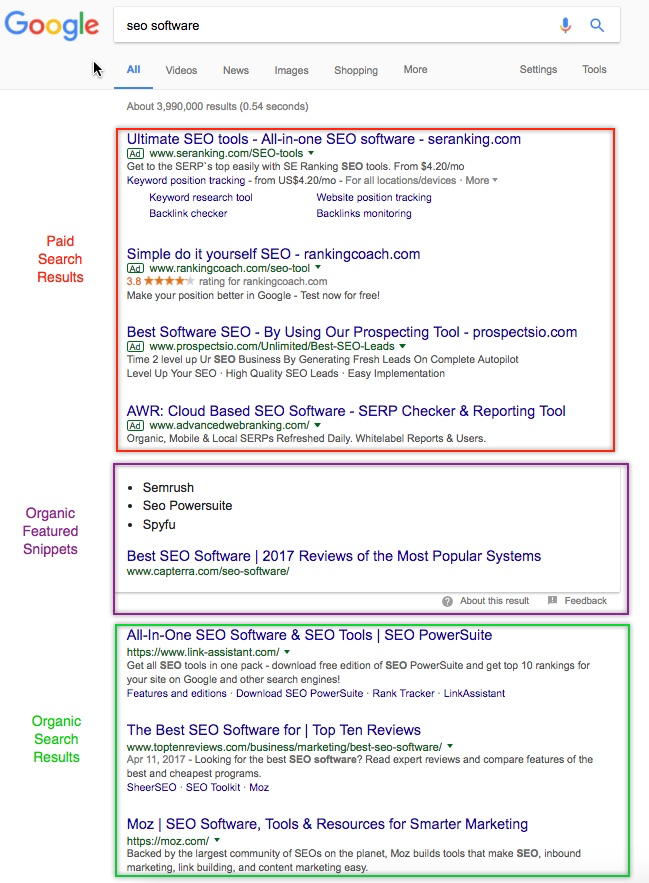 Google
seo software
All Videos News Images Shopping More Settings Tools
About 3,990,000 results (0.54 seconds)
Paid
Search
Results
Ultimate SEO tools - All-in-one SEO software - seranking.com
Ad www.seranking.com/SEO-tools
Get to the SERP`s top easily with SE Ranking SEO tools. From $4.20/mo
Keyword position tracking - from US$4.20/mo - For all locations/devices · More
Keyword research tool Website position tracking
Backlink checker Backlinks monitoring
Simple do it yourself SEO - rankingcoach.com
Ad www.rankingcoach.com/seo-tool
3.8 rating for rankingcoach.com
Make your position better in Google - Test now for free!
Best Software SEO - By Using Our Prospecting Tool - prospectsio.com
Ad www.prospectsio.com/Unlimited/Best-SEO-Leads
Time 2 level up Ur SEO Business By Generating Fresh Leads On Complete Autopilot
Level Up Your SEO · High Quality SEO Leads · Easy Implementation
AWR: Cloud Based SEO Software - SERP Checker & Reporting Tool
Ad www.advancedwebranking.com/
Organic, Mobile & Local SERPs Refreshed Daily. Whitelabel Reports & Users.
Organic
Featured
Snippets
• Semrush
• Seo Powersuite
• Spyfu
Best SEO Software | 2017 Reviews of the Most Popular Systems
www.capterra.com/seo-software/
About this result Feedback
Organic
Search
Results
All-In-One SEO Software & SEO Tools | SEO PowerSuite
https://www.link-assistant.com/
Get all SEO tools in one pack - download free edition of SEO PowerSuite and get top 10 rankings for
your site on Google and other search engines!
Features and editions · Download SEO PowerSuite · Rank Tracker · LinkAssistant
The Best SEO Software for | Top Ten Reviews
www.toptenreviews.com/business/marketing/best-seo-software/
Apr 11, 2017 - Looking for the best SEO software? Read expert reviews and compare features of the
best and cheapest programs.
SheerSEO · SEO Toolkit · Moz
Moz | SEO Software, Tools & Resources for Smarter Marketing
https://moz.com/
Backed by the largest community of SEOs on the planet, Moz builds tools that make SEO, inbound
marketing, link building, and content marketing easy.